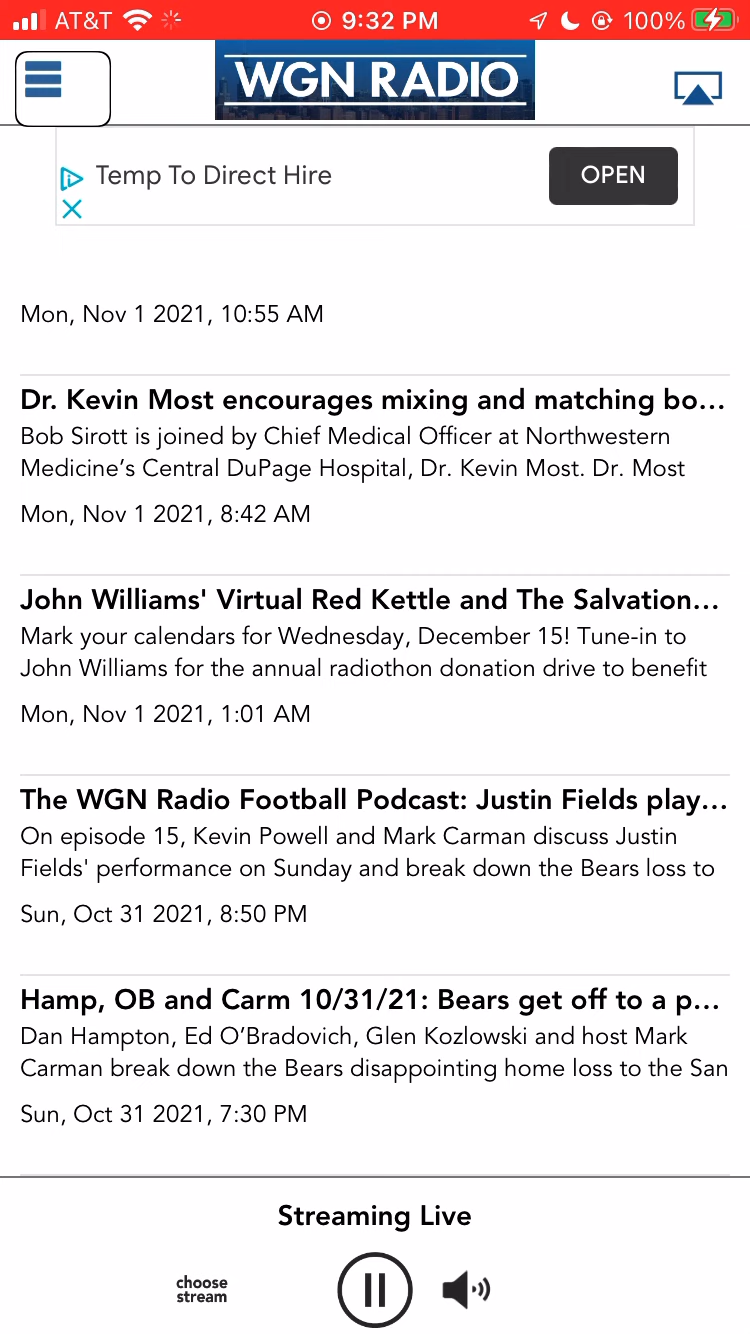 AT&T 9:32 PM 100%
WGN RADIO
Temp To Direct Hire
OPEN
Mon, Nov 1 2021, 10:55 AM
Dr. Kevin Most encourages mixing and matching bo...
Bob Sirott is joined by Chief Medical Officer at Northwestern
Medicine’s Central DuPage Hospital, Dr. Kevin Most. Dr. Most
Mon, Nov 1 2021, 8:42 AM
John Williams' Virtual Red Kettle and The Salvation...
Mark your calendars for Wednesday, December 15! Tune-in to
John Williams for the annual radiothon donation drive to benefit
Mon, Nov 1 2021, 1:01 AM
The WGN Radio Football Podcast: Justin Fields play...
On episode 15, Kevin Powell and Mark Carman discuss Justin
Fields' performance on Sunday and break down the Bears loss to
Sun, Oct 31 2021, 8:50 PM
Hamp, OB and Carm 10/31/21: Bears get off to a p...
Dan Hampton, Ed O’Bradovich, Glen Kozlowski and host Mark
Carman break down the Bears disappointing home loss to the San
Sun, Oct 31 2021, 7:30 PM
Streaming Live
choose
stream